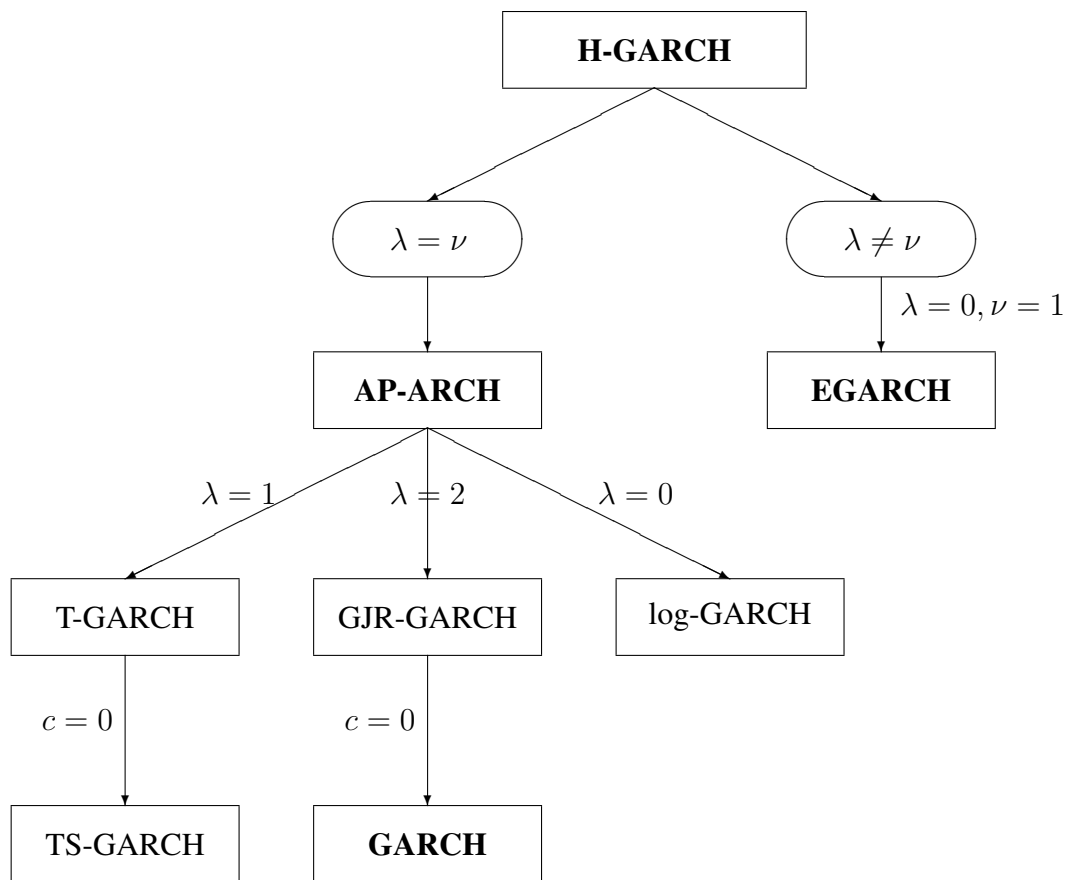 H-GARCH
λ = ν
λ ≠ ν
λ = 0, ν = 1
AP-ARCH
EGARCH
λ = 1
λ = 2
λ = 0
T-GARCH
GJR-GARCH
log-GARCH
c = 0
c = 0
TS-GARCH
GARCH